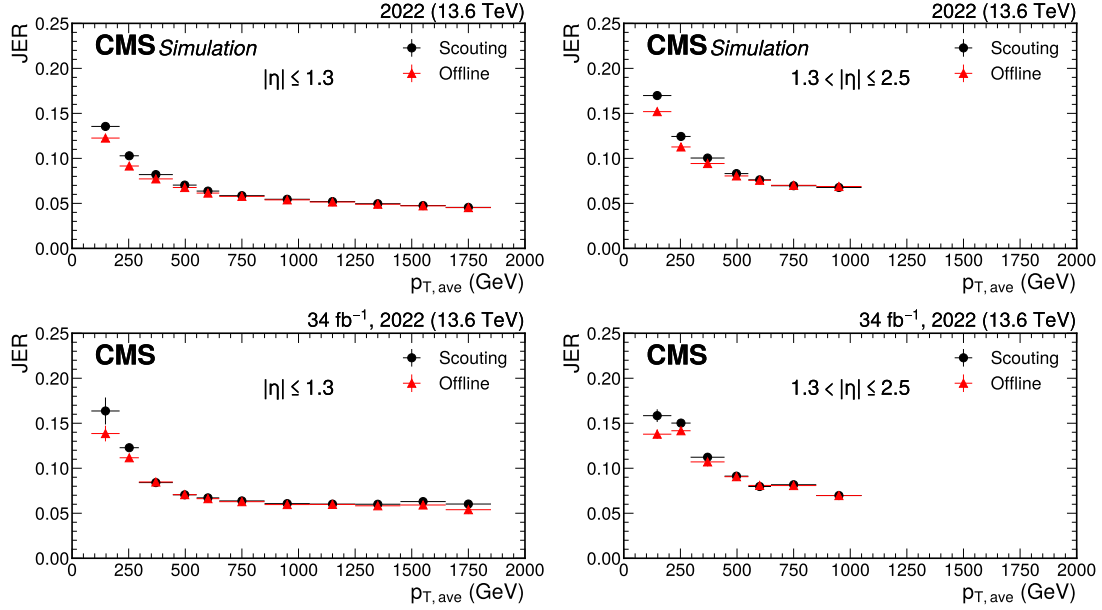 2022 (13.6 TeV)
JER
CMS Simulation
Scouting
Offline
|η| ≤ 1.3
0.25
0.20
0.15
0.10
0.05
0.00
0 250 500 750 1000 1250 1500 1750 2000
pT, ave (GeV)
2022 (13.6 TeV)
JER
CMS Simulation
Scouting
Offline
1.3 < |η| ≤ 2.5
0.25
0.20
0.15
0.10
0.05
0.00
0 250 500 750 1000 1250 1500 1750 2000
pT, ave (GeV)
34 fb⁻¹, 2022 (13.6 TeV)
JER
CMS
Scouting
Offline
|η| ≤ 1.3
0.25
0.20
0.15
0.10
0.05
0.00
0 250 500 750 1000 1250 1500 1750 2000
pT, ave (GeV)
34 fb⁻¹, 2022 (13.6 TeV)
JER
CMS
Scouting
Offline
1.3 < |η| ≤ 2.5
0.25
0.20
0.15
0.10
0.05
0.00
0 250 500 750 1000 1250 1500 1750 2000
pT, ave (GeV)